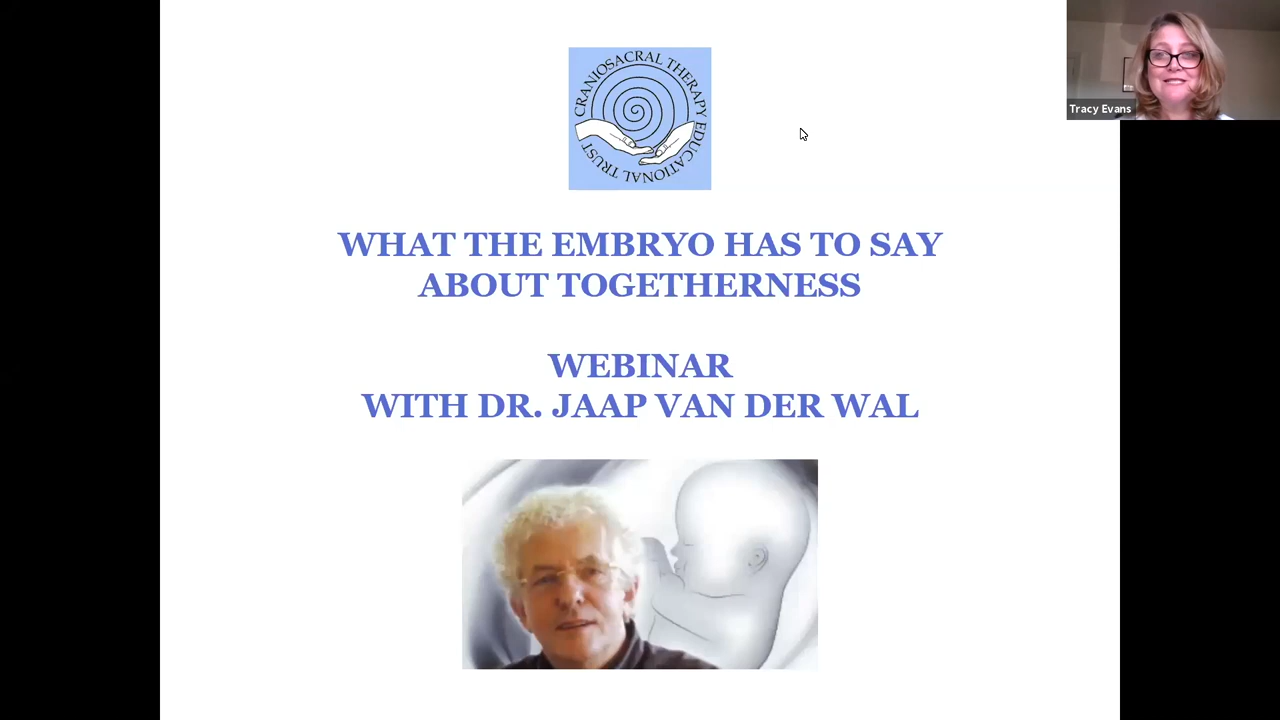 CRANIOSACRAL THERAPY EDUCATIONAL TRUST
Tracy Evans
WHAT THE EMBRYO HAS TO SAY
ABOUT TOGETHERNESS
WEBINAR
WITH DR. JAAP VAN DER WAL